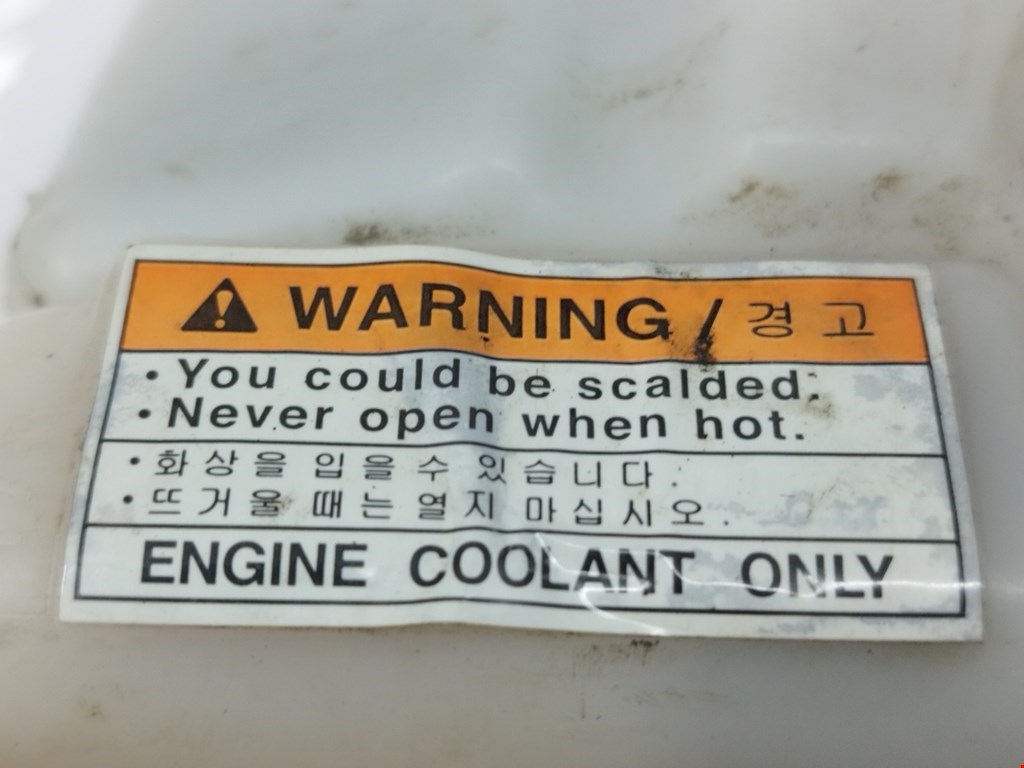 WARNING / 경고
• You could be scalded.
• Never open when hot.
• 화상을 입을수 있습니다.
• 뜨거울 때는 열지 마십시오.
ENGINE COOLANT ONLY